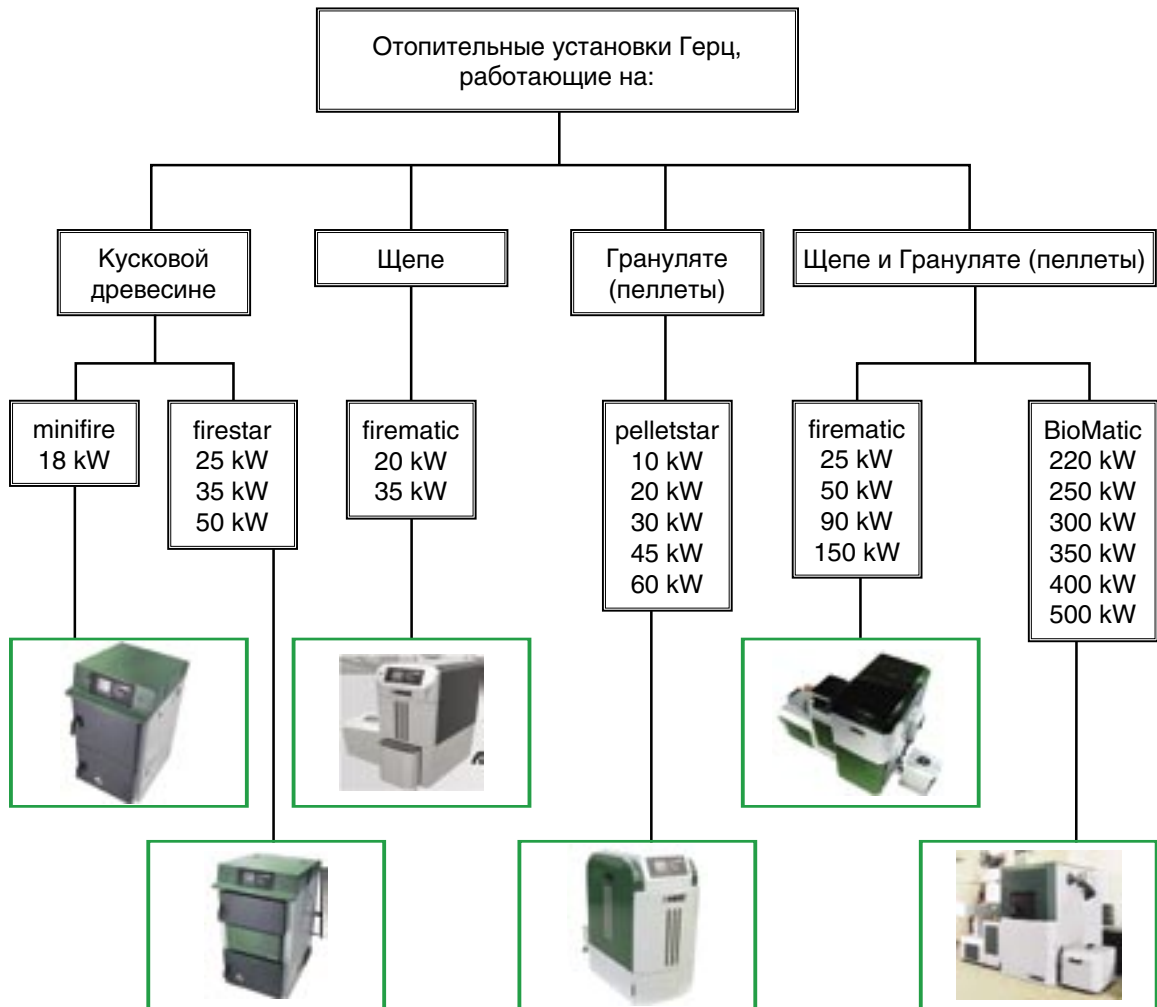 Отопительные установки Герц,
работающие на:
Кусковой
древесине
Щепе
Грануляте
(пеллеты)
Щепе и Грануляте (пеллеты)
minifire
18 kW
firestar
25 kW
35 kW
50 kW
firematic
20 kW
35 kW
pelletstar
10 kW
20 kW
30 kW
45 kW
60 kW
firematic
25 kW
50 kW
90 kW
150 kW
BioMatic
220 kW
250 kW
300 kW
350 kW
400 kW
500 kW